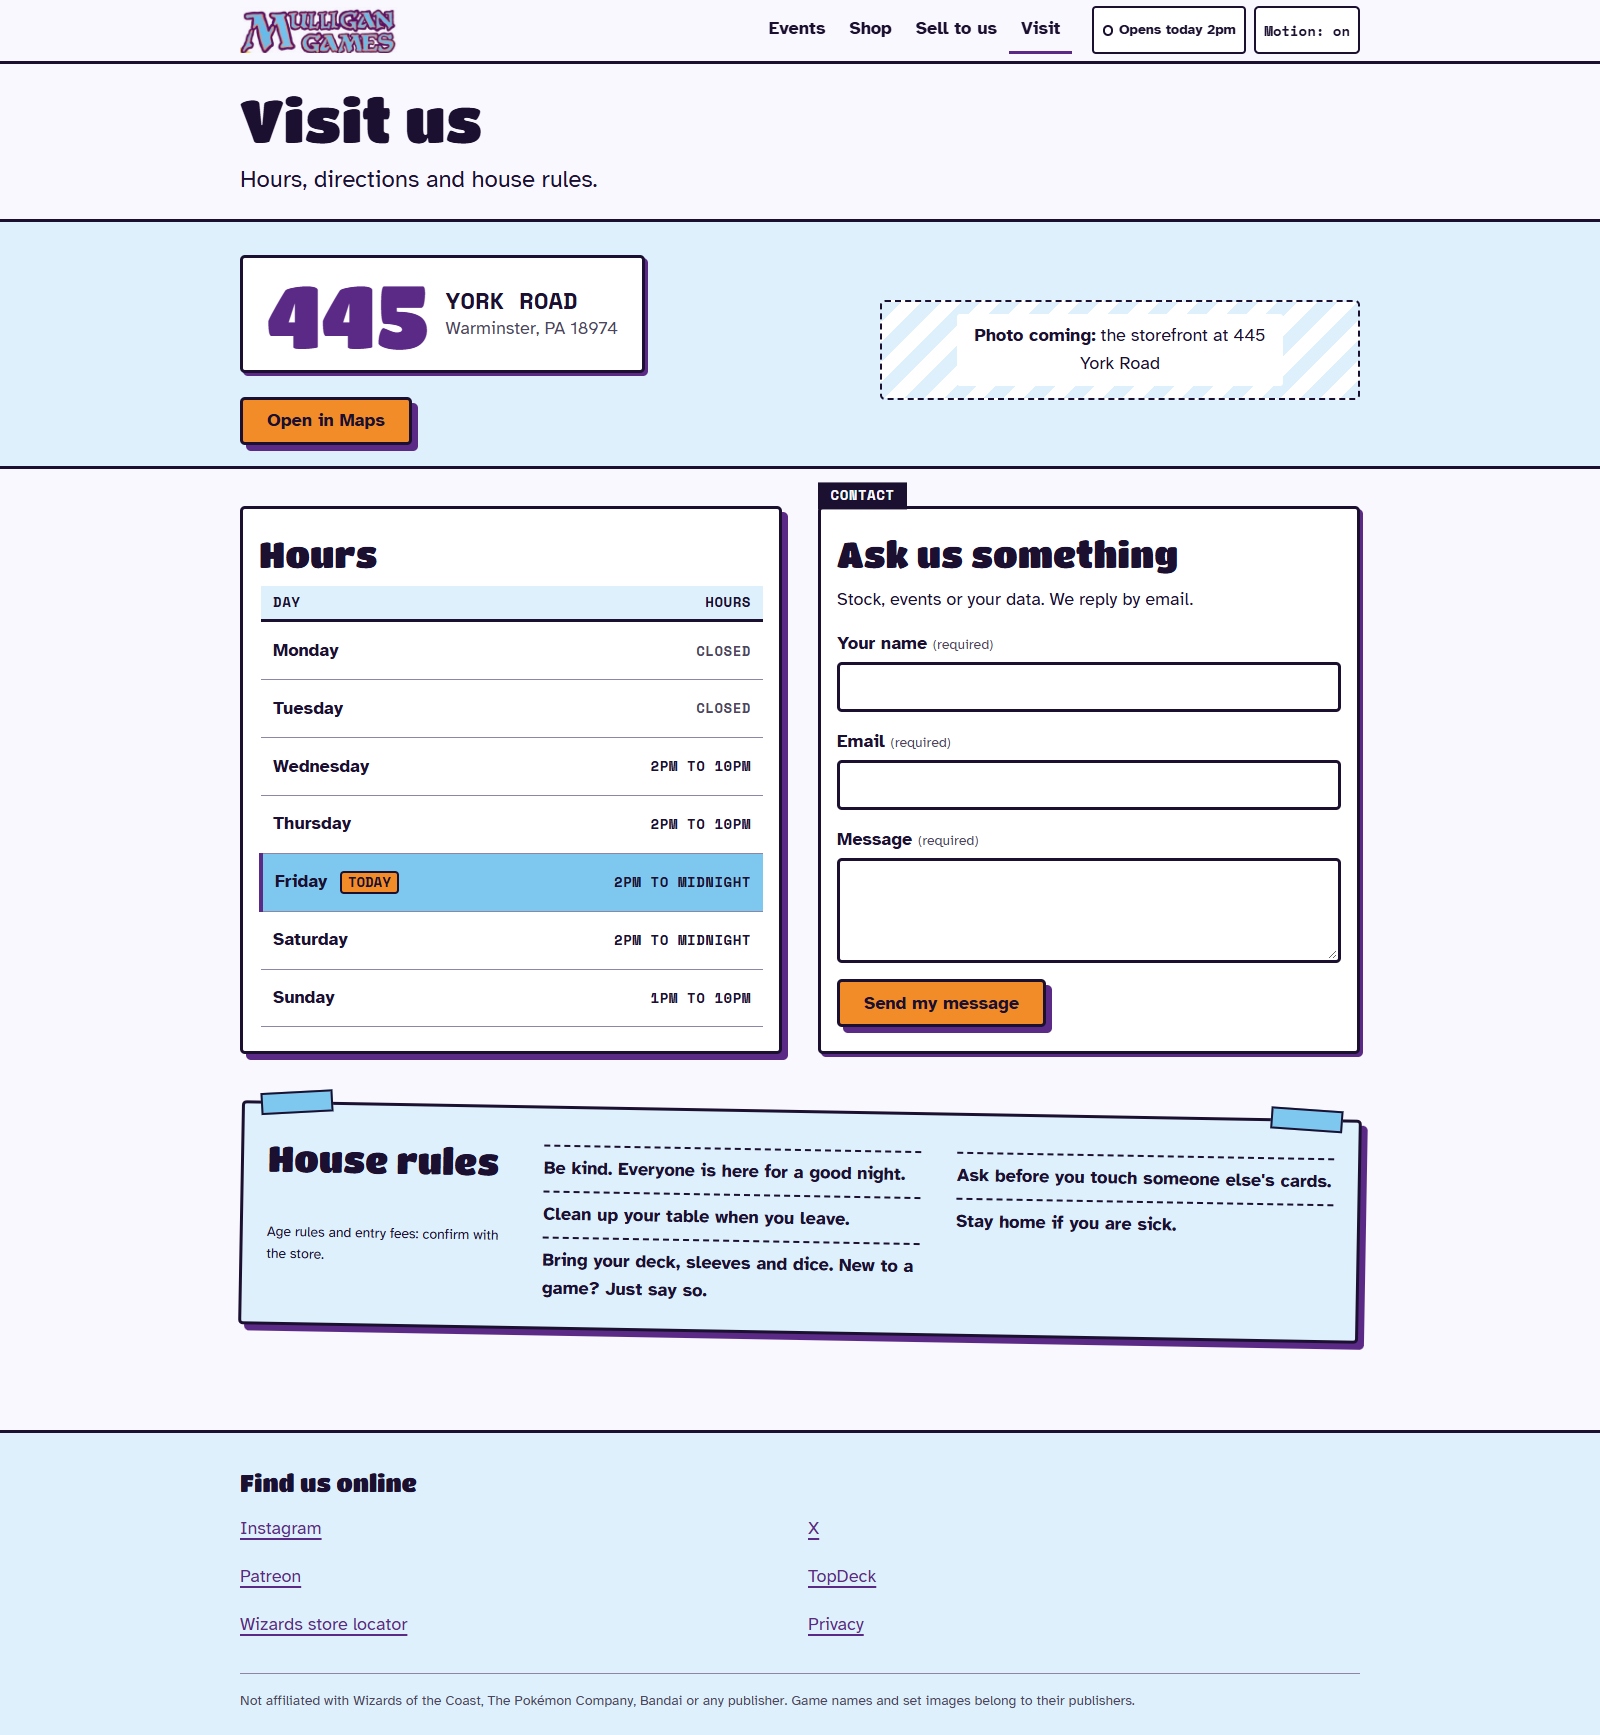 MULLIGAN GAMES
Events Shop Sell to us Visit
Opens today 2pm
Motion: on
Visit us
Hours, directions and house rules.
445
YORK ROAD
Warminster, PA 18974
Open in Maps
Photo coming: the storefront at 445
York Road
Hours
DAY HOURS
Monday CLOSED
Tuesday CLOSED
Wednesday 2PM TO 10PM
Thursday 2PM TO 10PM
Friday TODAY 2PM TO MIDNIGHT
Saturday 2PM TO MIDNIGHT
Sunday 1PM TO 10PM
CONTACT
Ask us something
Stock, events or your data. We reply by email.
Your name (required)
Email (required)
Message (required)
Send my message
House rules
Age rules and entry fees: confirm with
the store.
Be kind. Everyone is here for a good night.
Clean up your table when you leave.
Bring your deck, sleeves and dice. New to a
game? Just say so.
Ask before you touch someone else's cards.
Stay home if you are sick.
Find us online
Instagram
X
Patreon
TopDeck
Wizards store locator
Privacy
Not affiliated with Wizards of the Coast, The Pokémon Company, Bandai or any publisher. Game names and set images belong to their publishers.